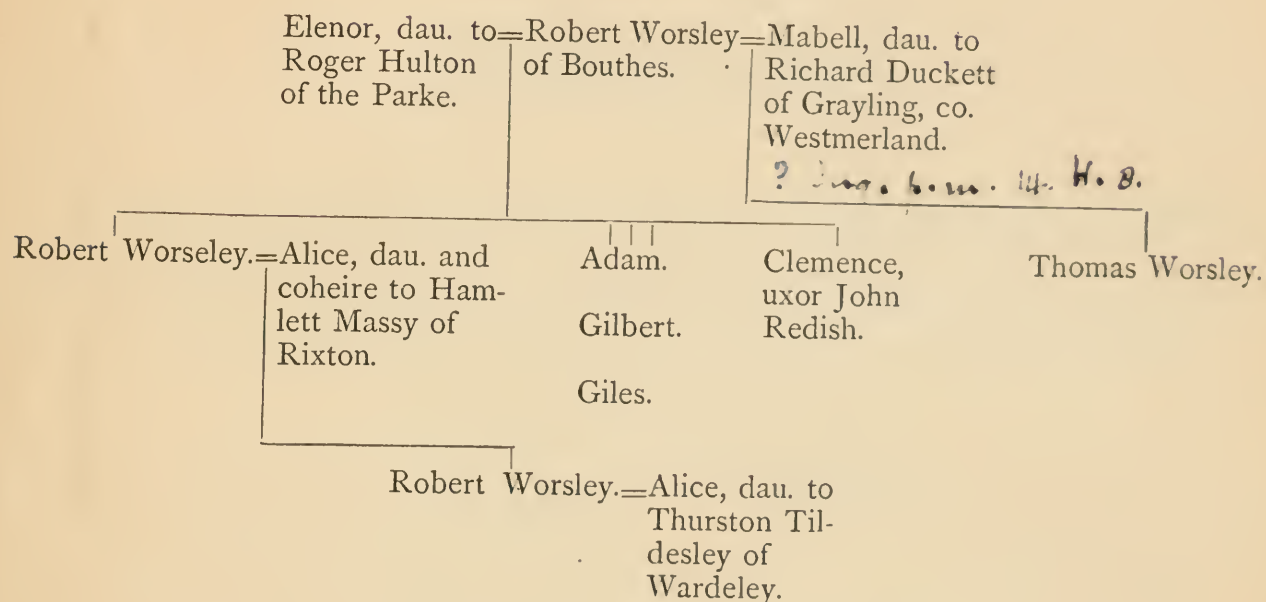 Elenor, dau. to=Robert Worsley=Mabell, dau. to
Roger Hulton of Bouthes. Richard Duckett
of the Parke. of Grayling, co.
Westmerland.
? h. m. 14. H. 8.
Robert Worseley.=Alice, dau. and Adam. Clemence, Thomas Worsley.
coheire to Ham- uxor John
lett Massy of Gilbert. Redish.
Rixton.
Giles.
Robert Worsley.=Alice, dau. to
Thurston Til-
desley of
Wardeley.